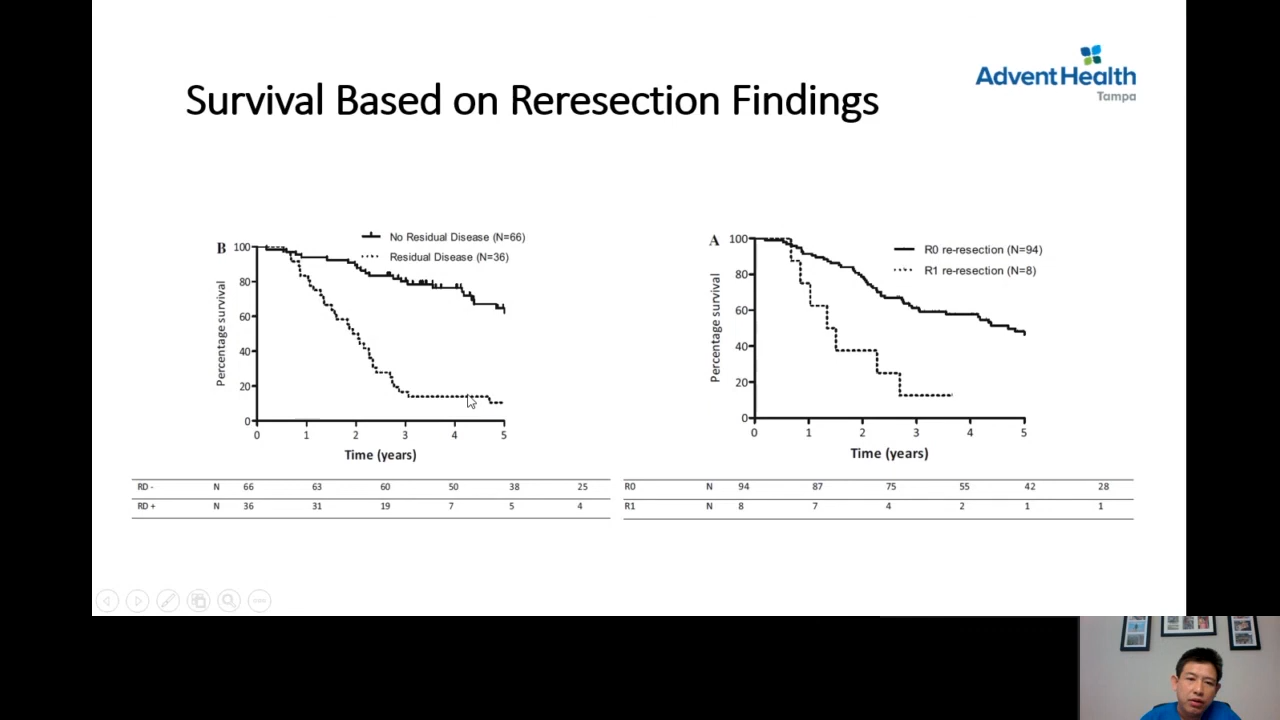 Survival Based on Reresection Findings
AdventHealth
Tampa
B
No Residual Disease (N=66)
Residual Disease (N=36)
100
80
60
40
20
0
Percentage survival
0 1 2 3 4 5
Time (years)
RD - N 66 63 60 50 38 25
RD + N 36 31 19 7 5 4
A
R0 re-resection (N=94)
R1 re-resection (N=8)
100
80
60
40
20
0
Percentage survival
0 1 2 3 4 5
Time (years)
R0 N 94 87 75 55 42 28
R1 N 8 7 4 2 1 1